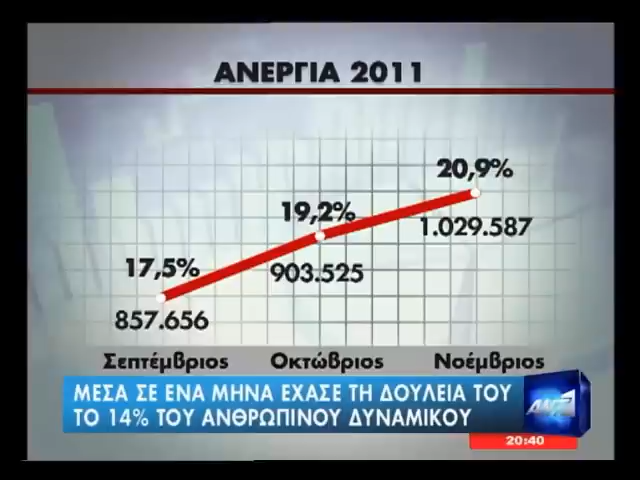 ΑΝΕΡΓΙΑ 2011
20,9%
19,2%
1.029.587
17,5%
903.525
857.656
Σεπτέμβριος Οκτώβριος Νοέμβριος
ΜΕΣΑ ΣΕ ΕΝΑ ΜΗΝΑ ΕΧΑΣΕ ΤΗ ΔΟΥΛΕΙΑ ΤΟΥ
ΤΟ 14% ΤΟΥ ΑΝΘΡΩΠΙΝΟΥ ΔΥΝΑΜΙΚΟΥ
ΑΝΤ1
20:40